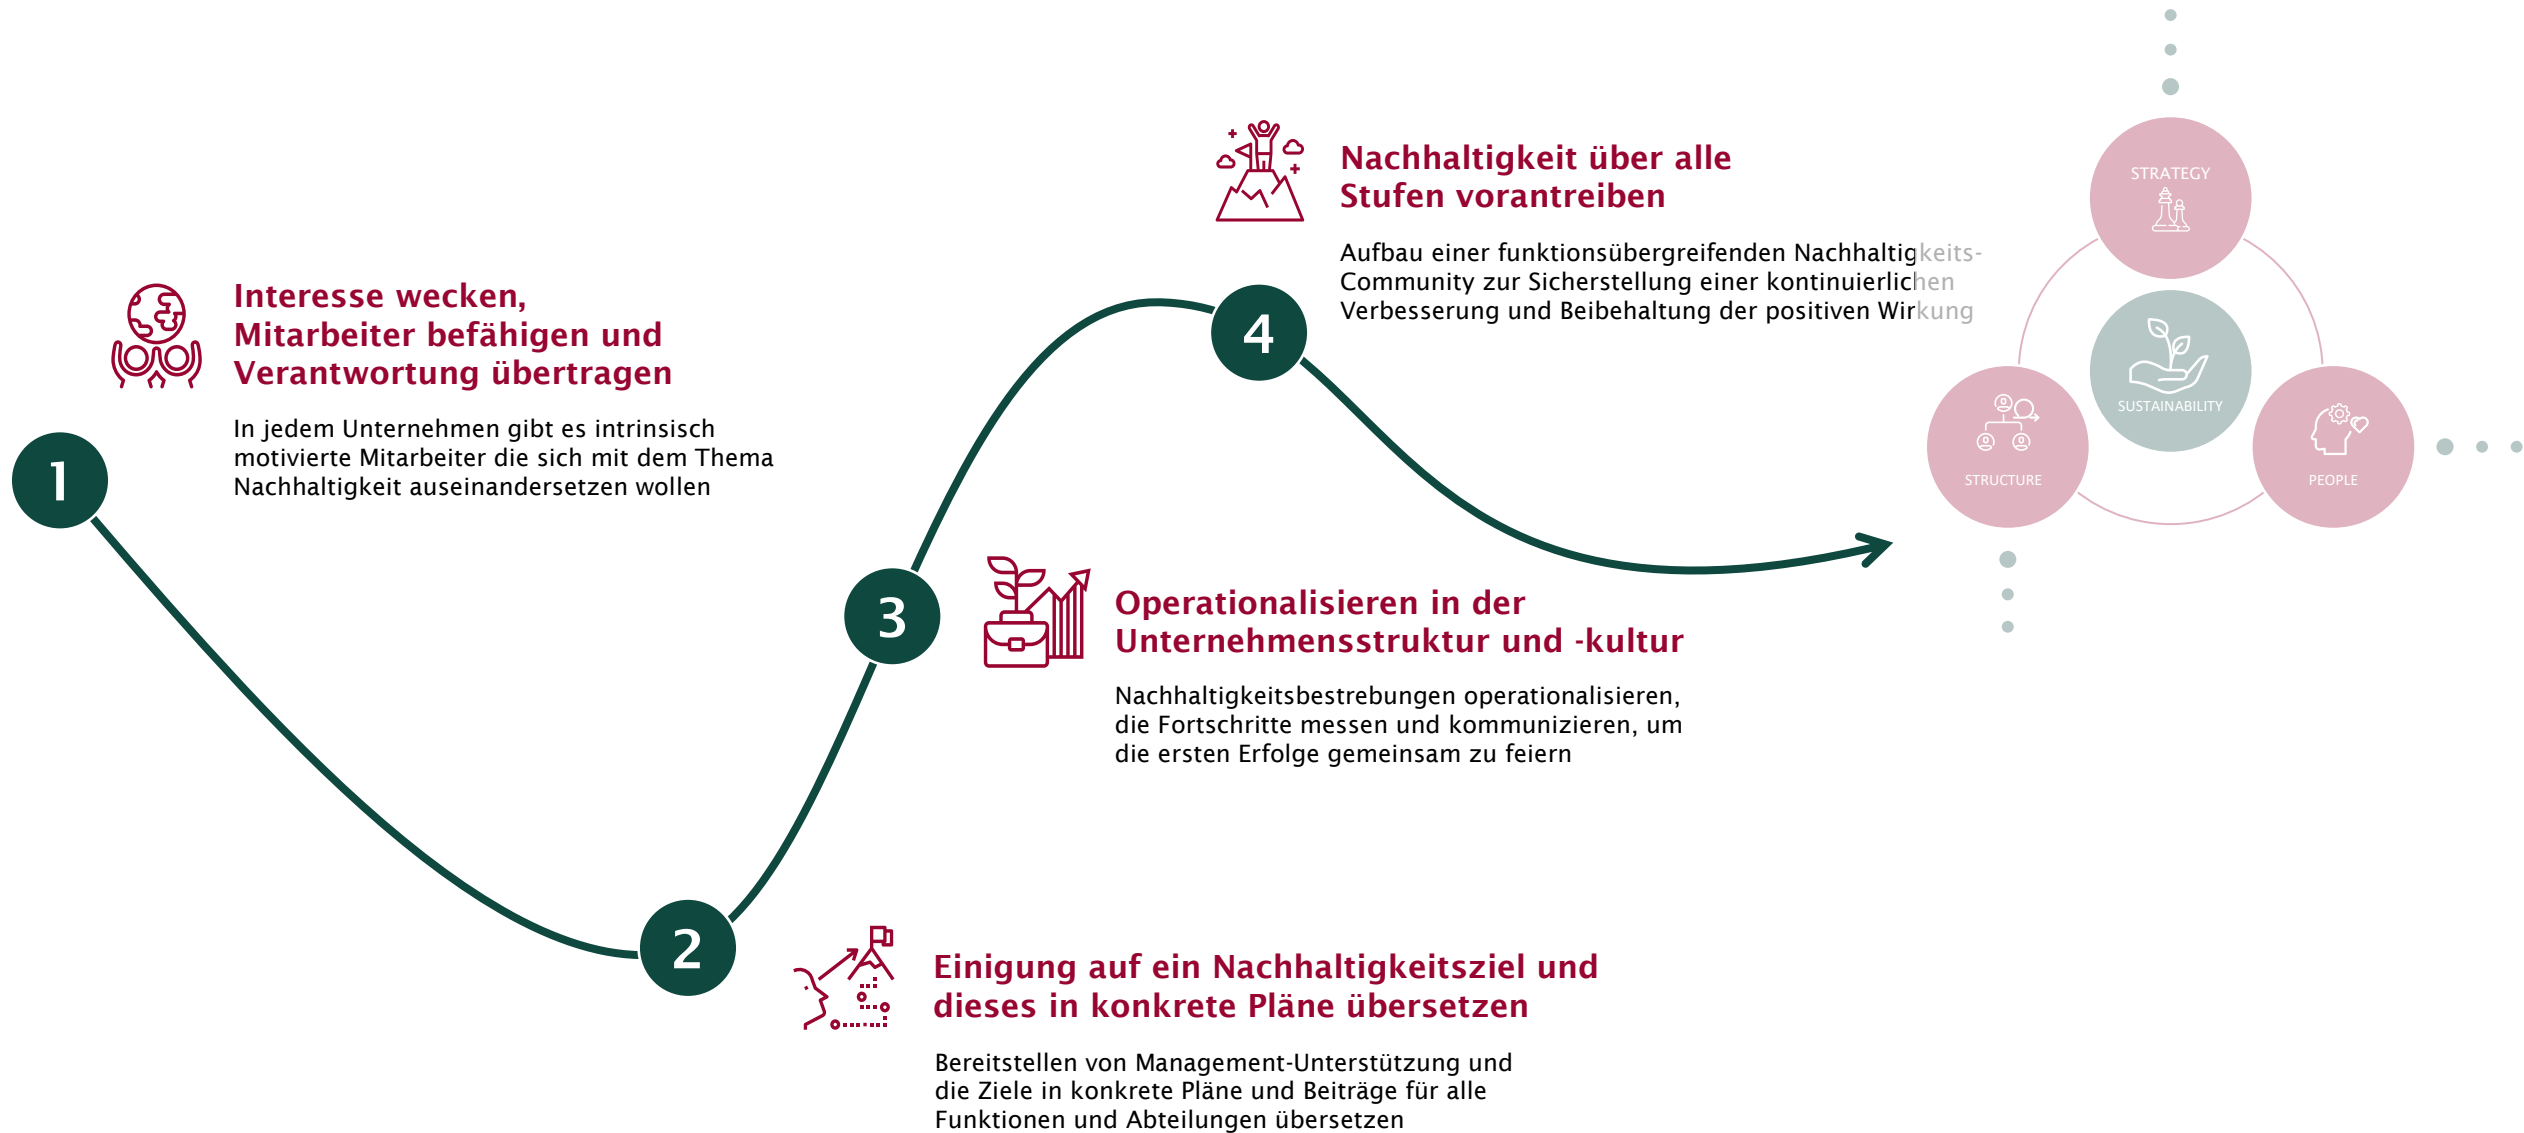 1
Interesse wecken,
Mitarbeiter befähigen und
Verantwortung übertragen
In jedem Unternehmen gibt es intrinsisch
motivierte Mitarbeiter die sich mit dem Thema
Nachhaltigkeit auseinandersetzen wollen
2
Einigung auf ein Nachhaltigkeitsziel und
dieses in konkrete Pläne übersetzen
Bereitstellen von Management-Unterstützung und
die Ziele in konkrete Pläne und Beiträge für alle
Funktionen und Abteilungen übersetzen
3
Operationalisieren in der
Unternehmensstruktur und -kultur
Nachhaltigkeitsbestrebungen operationalisieren,
die Fortschritte messen und kommunizieren, um
die ersten Erfolge gemeinsam zu feiern
4
Nachhaltigkeit über alle
Stufen vorantreiben
Aufbau einer funktionsübergreifenden Nachhaltigkeits-
Community zur Sicherstellung einer kontinuierlichen
Verbesserung und Beibehaltung der positiven Wirkung
STRATEGY
SUSTAINABILITY
STRUCTURE
PEOPLE